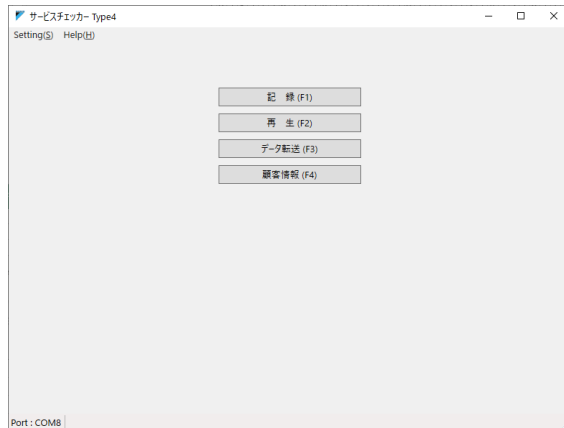 サービスチェッカー Type4
Setting(S) Help(H)
記 録 (F1)
再 生 (F2)
データ転送 (F3)
顧客情報 (F4)
Port : COM8